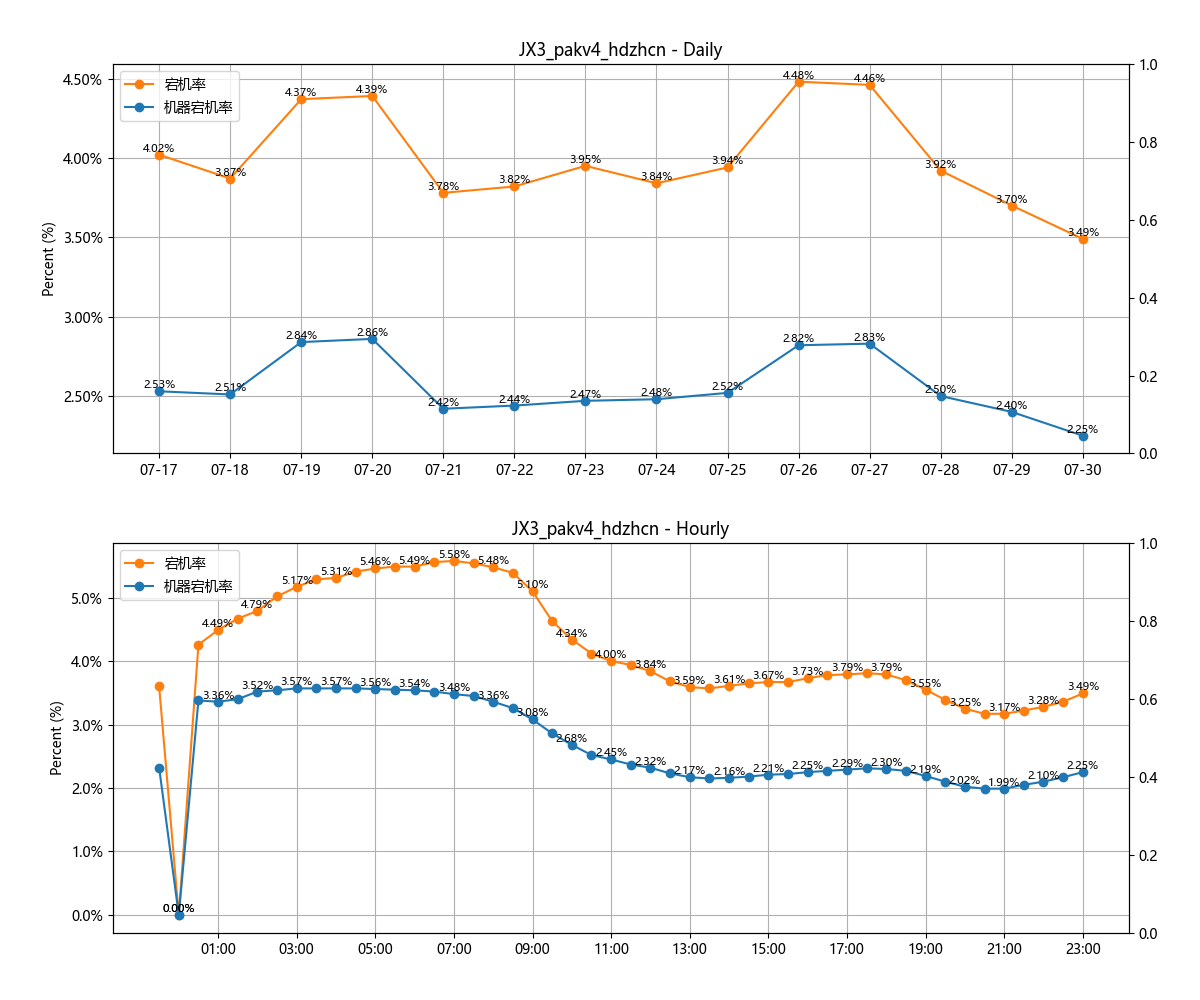 JX3_pakv4_hdzhcn - Daily
宕机率
机器宕机率
Percent (%)
4.50%
4.00%
3.50%
3.00%
2.50%
1.0
0.8
0.6
0.4
0.2
0.0
4.02% 3.87% 4.37% 4.39% 3.78% 3.82% 3.95% 3.84% 3.94% 4.48% 4.46% 3.92% 3.70% 3.49%
2.53% 2.51% 2.84% 2.86% 2.42% 2.44% 2.47% 2.48% 2.52% 2.82% 2.83% 2.50% 2.40% 2.25%
07-17 07-18 07-19 07-20 07-21 07-22 07-23 07-24 07-25 07-26 07-27 07-28 07-29 07-30
JX3_pakv4_hdzhcn - Hourly
宕机率
机器宕机率
Percent (%)
5.0%
4.0%
3.0%
2.0%
1.0%
0.0%
1.0
0.8
0.6
0.4
0.2
0.0
0.00% 4.49% 4.79% 5.17% 5.31% 5.46% 5.49% 5.58% 5.48% 5.10% 4.34% 4.00% 3.84% 3.59% 3.61% 3.67% 3.73% 3.79% 3.79% 3.55% 3.25% 3.17% 3.28% 3.49%
0.00% 3.36% 3.52% 3.57% 3.57% 3.56% 3.54% 3.48% 3.36% 3.08% 2.68% 2.45% 2.32% 2.17% 2.16% 2.21% 2.25% 2.29% 2.30% 2.19% 2.02% 1.99% 2.10% 2.25%
01:00 03:00 05:00 07:00 09:00 11:00 13:00 15:00 17:00 19:00 21:00 23:00